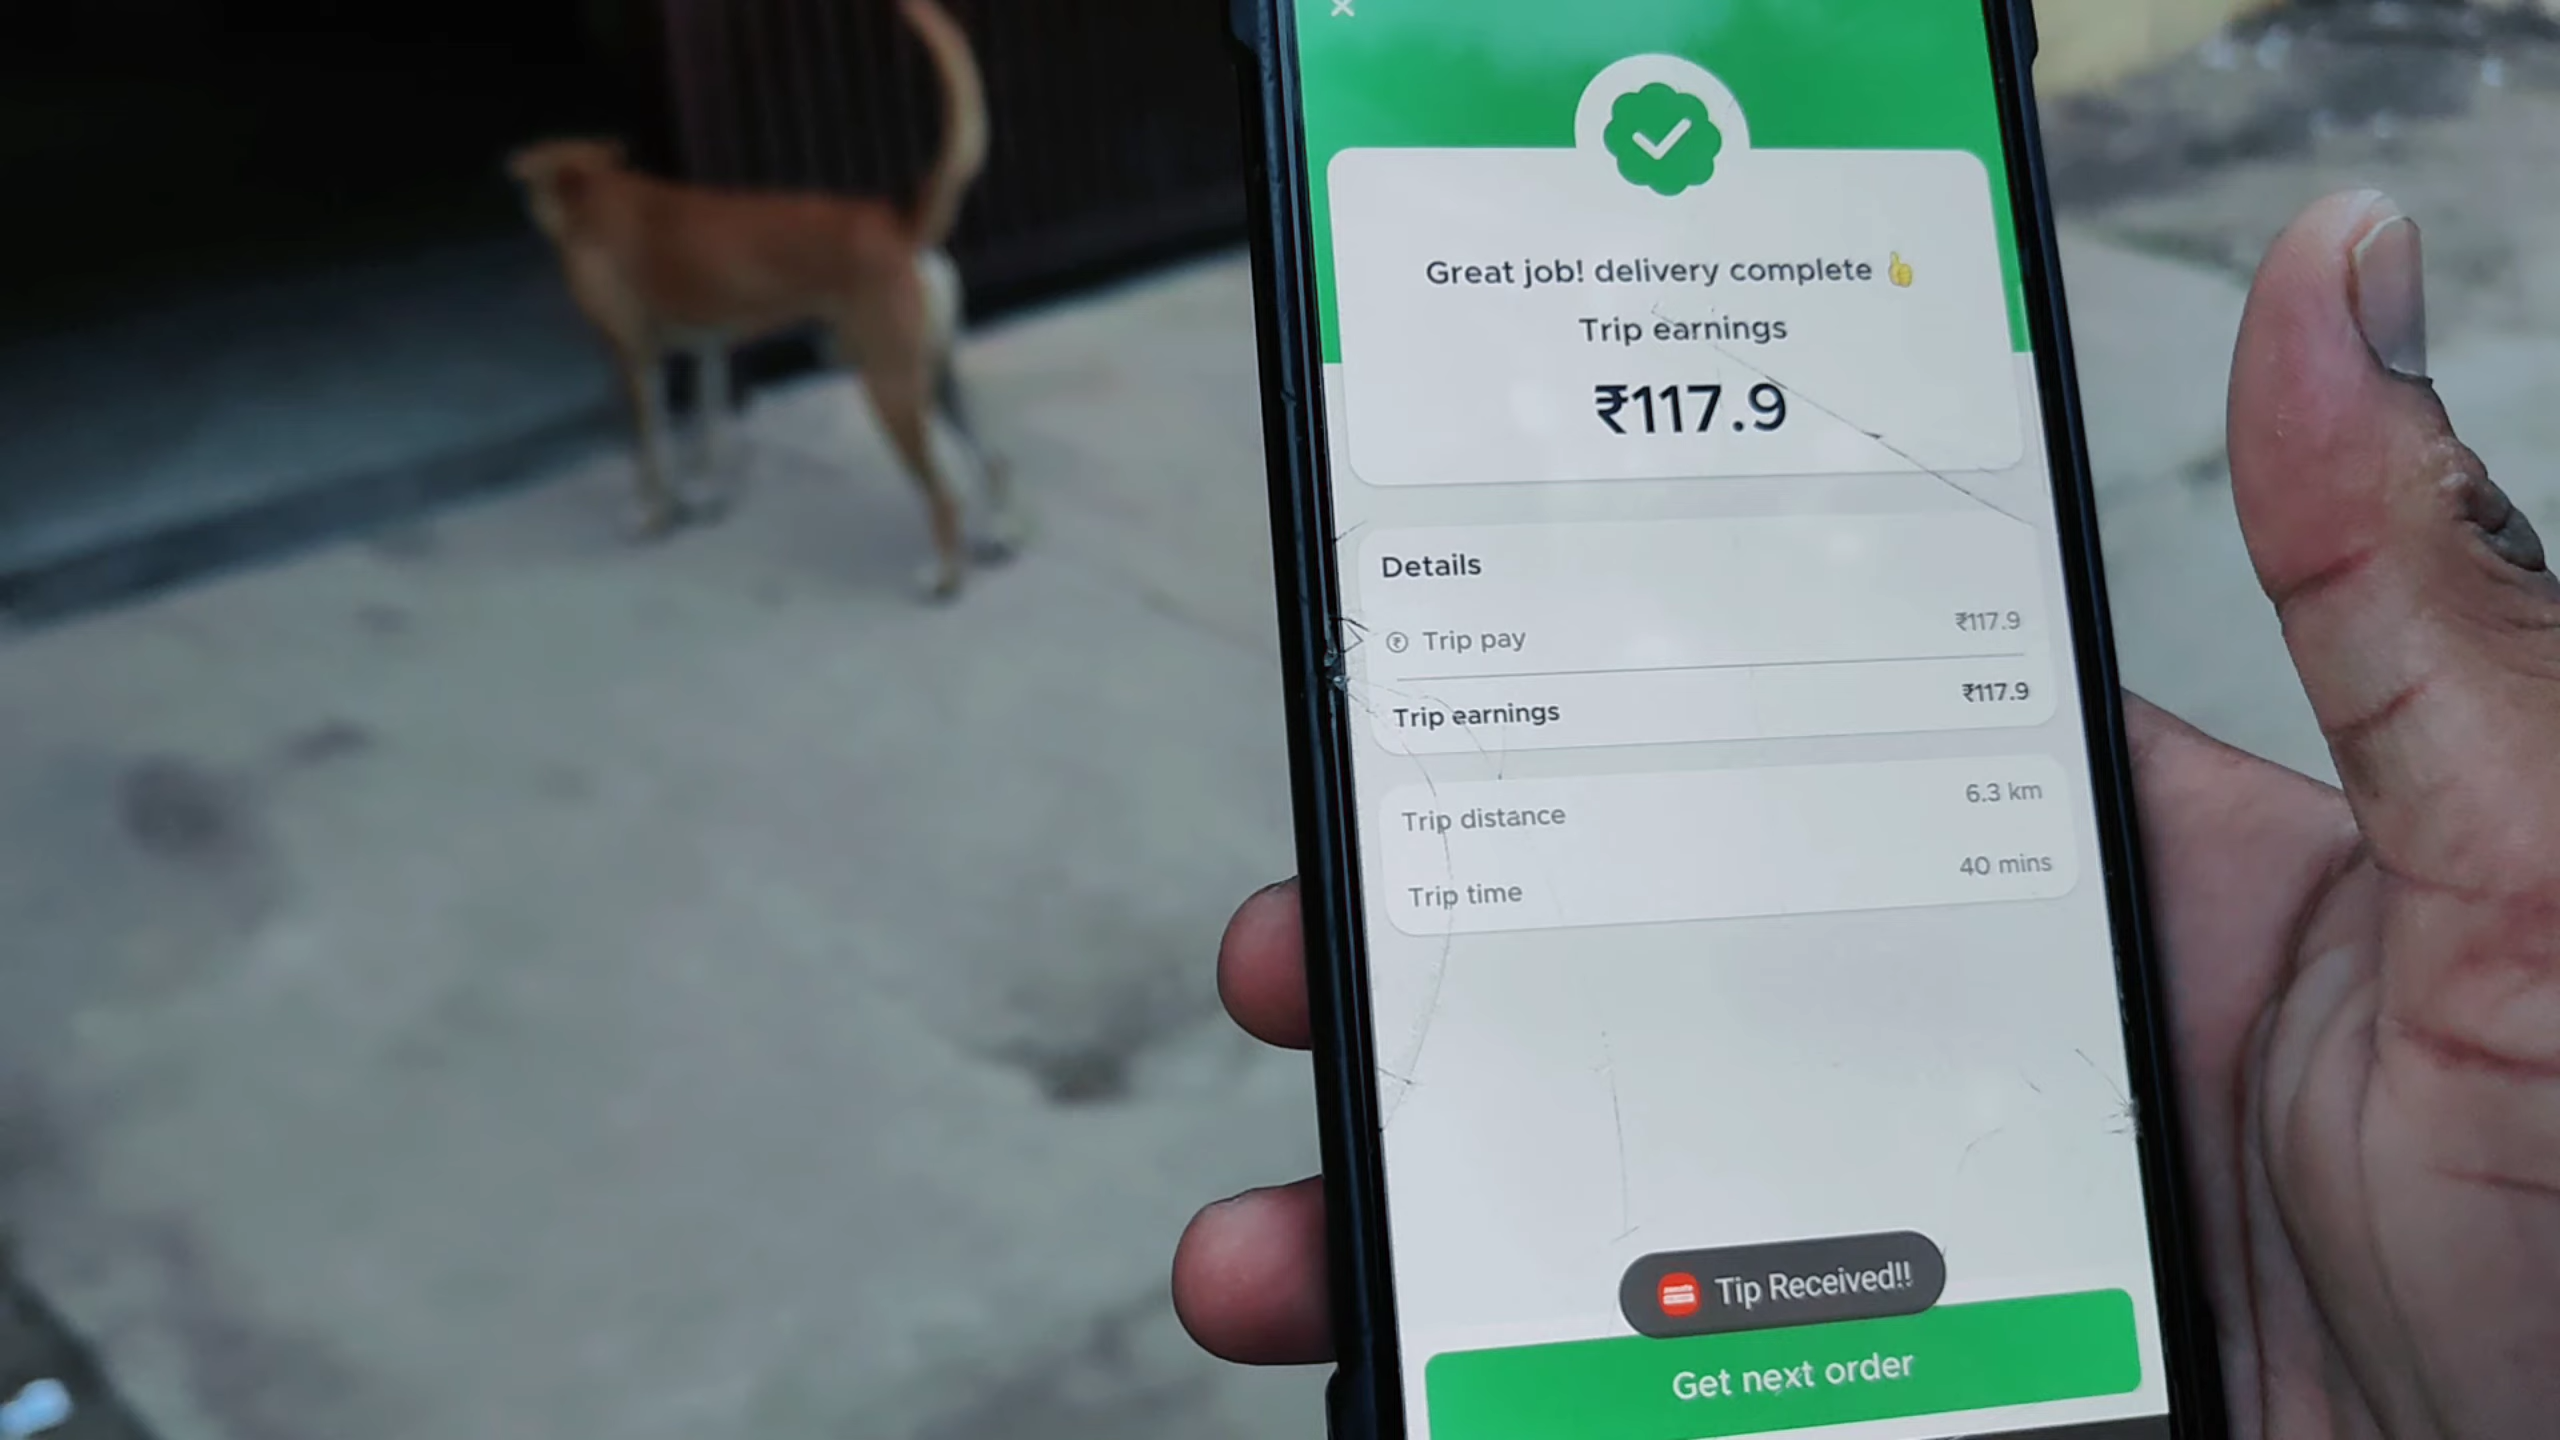 Great job! delivery complete 👍
Trip earnings
₹117.9
Details
Trip pay ₹117.9
Trip earnings ₹117.9
Trip distance 6.3 km
Trip time 40 mins
Tip Received!!
Get next order